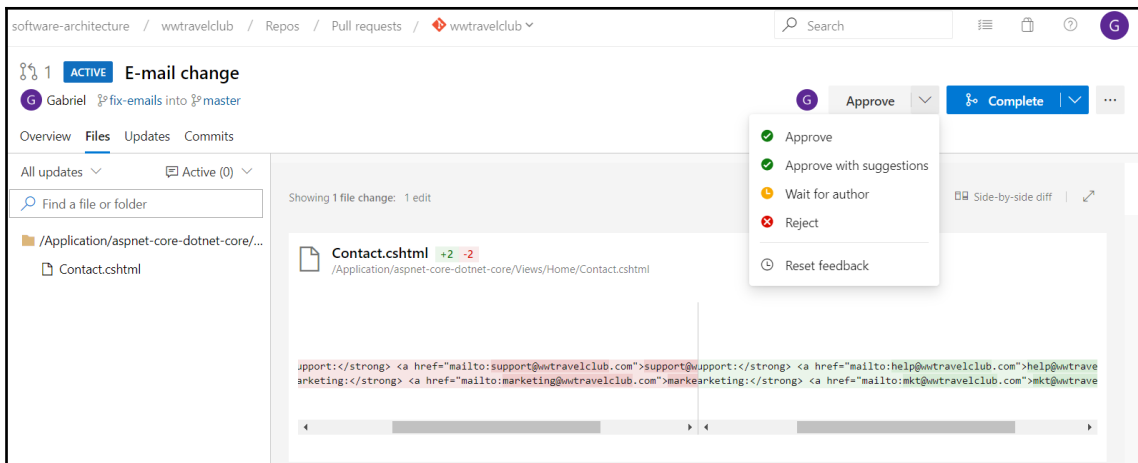 software-architecture / wwtravelclub / Repos / Pull requests / wwtravelclub Search G
1 ACTIVE E-mail change
G Gabriel fix-emails into master G Approve Complete ...
Overview Files Updates Commits
Approve
Approve with suggestions
Wait for author
Reject
Reset feedback
All updates Active (0)
Find a file or folder
/Application/aspnet-core-dotnet-core/...
Contact.cshtml
Showing 1 file change: 1 edit Side-by-side diff
Contact.cshtml +2 -2
/Application/aspnet-core-dotnet-core/Views/Home/Contact.cshtml
upport:</strong> <a href="mailto:support@wwtravelclub.com">support@w upport:</strong> <a href="mailto:help@wwtravelclub.com">help@wwtrave
arketing:</strong> <a href="mailto:marketing@wwtravelclub.com">marke arketing:</strong> <a href="mailto:mkt@wwtravelclub.com">mkt@wwtrave